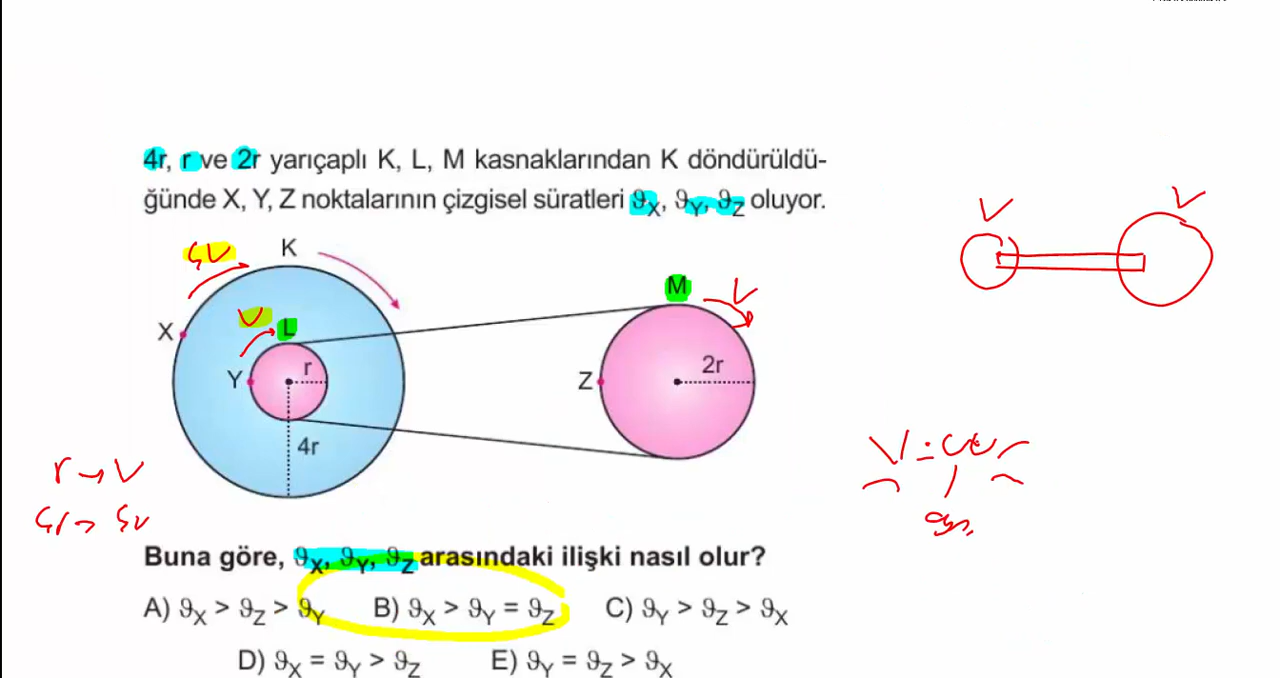 4r, r ve 2r yarıçaplı K, L, M kasnaklarından K döndürüldü-
ğünde X, Y, Z noktalarının çizgisel süratleri ϑX, ϑY, ϑZ oluyor.
V V
4V K
V L M V
X
r 2r
Y Z
4r
V = ωr
r → V
4r → 4V
Buna göre, ϑX, ϑY, ϑZ arasındaki ilişki nasıl olur?
A) ϑX > ϑZ > ϑY B) ϑX > ϑY = ϑZ C) ϑY > ϑZ > ϑX
D) ϑX = ϑY > ϑZ E) ϑY = ϑZ > ϑX